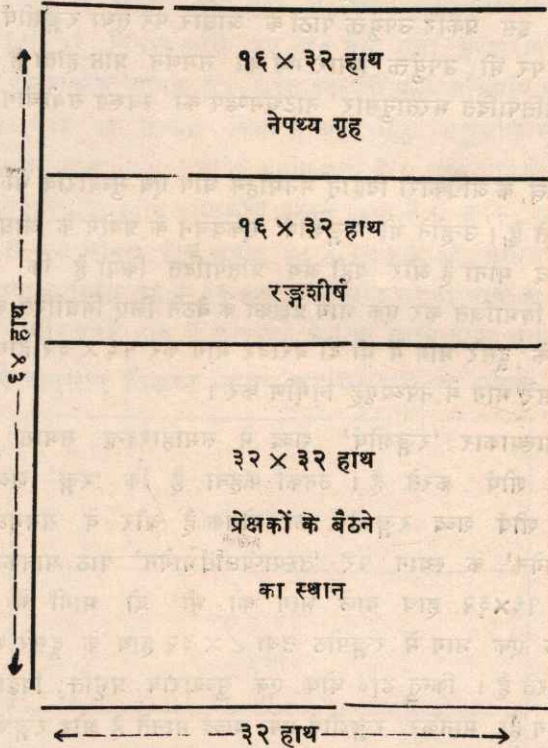 १६ × ३२ हाथ
नेपथ्य गृह
१६ × ३२ हाथ
रङ्गशीर्ष
६४ हाथ
३२ × ३२ हाथ
प्रेक्षकों के बैठने
का स्थान
३२ हाथ